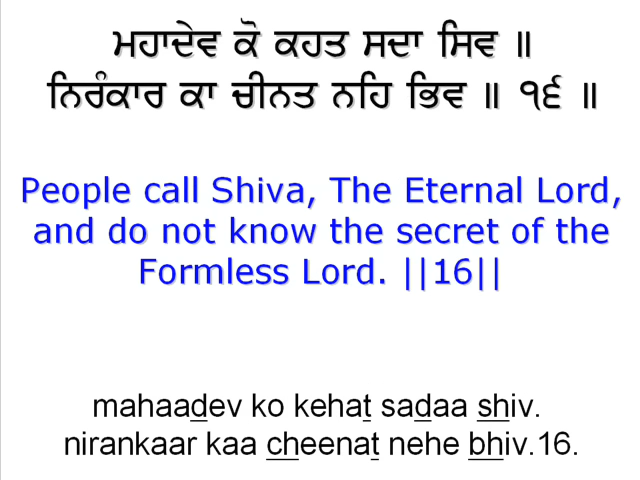 ਮਹਾਦੇਵ ਕੋ ਕਹਤ ਸਦਾ ਸਿਵ ॥
ਨਿਰੰਕਾਰ ਕਾ ਚੀਨਤ ਨਹਿ ਭਿਵ ॥ ੧੬ ॥
People call Shiva, The Eternal Lord,
and do not know the secret of the
Formless Lord. ||16||
mahaadev ko kehat sadaa shiv.
nirankaar kaa cheenat nehe bhiv.16.